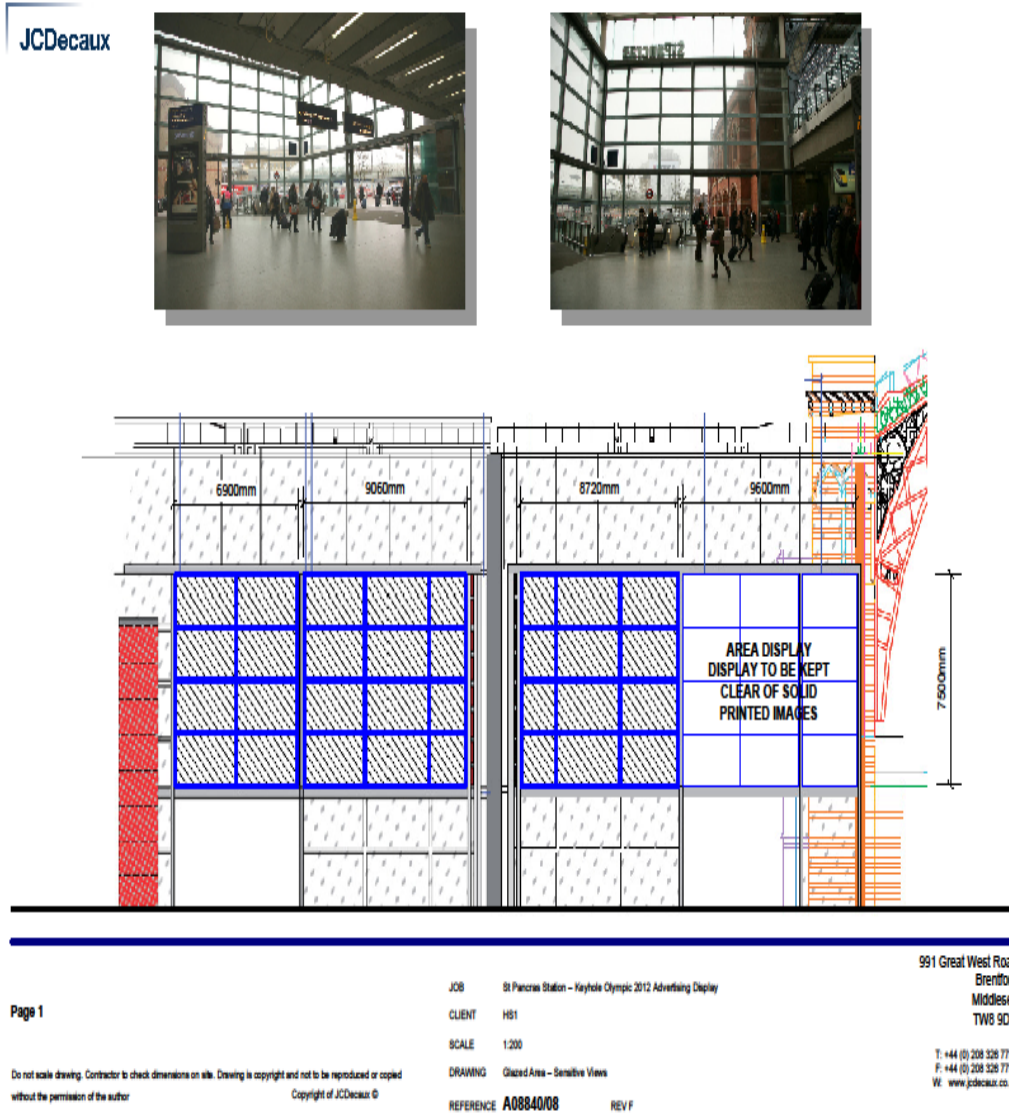 JCDecaux
StPancras
6900mm
9060mm
8720mm
9600mm
AREA DISPLAY
DISPLAY TO BE KEPT
CLEAR OF SOLID
PRINTED IMAGES
7500mm
Page 1
Do not scale drawing. Contractor to check dimensions on site. Drawing is copyright and not to be reproduced or copied
without the permission of the author
Copyright of JCDecaux ©
JOB St Pancras Station – Keyhole Olympic 2012 Advertising Display
CLIENT HS1
SCALE 1:200
DRAWING Glazed Area – Sensitive Views
REFERENCE A08840/08 REV F
991 Great West Roa
Brentfo
Middlese
TW8 9D
T: +44 (0) 208 326 77
F: +44 (0) 208 326 77
W: www.jcdecaux.co.